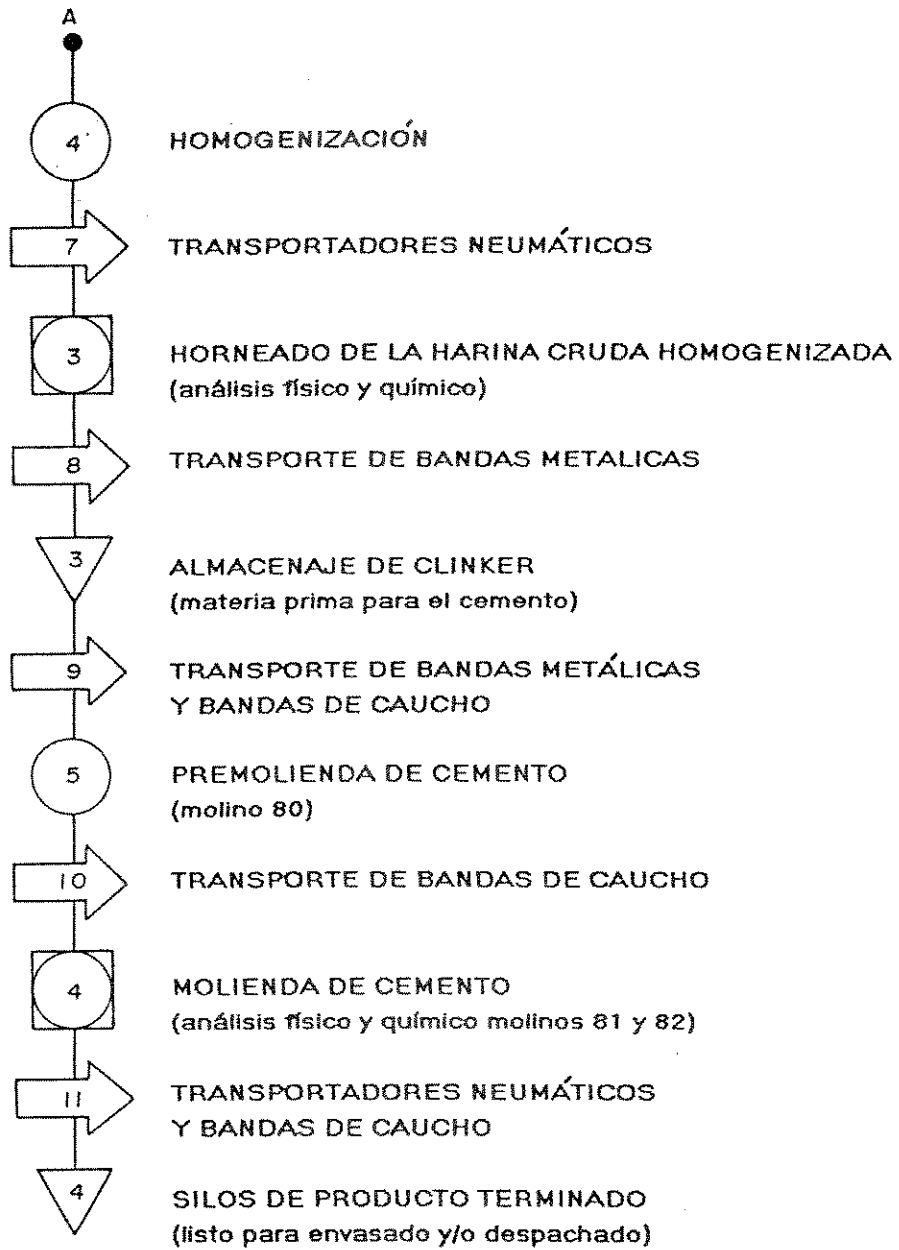 A
4
HOMOGENIZACIÓN
7
TRANSPORTADORES NEUMÁTICOS
3
HORNEADO DE LA HARINA CRUDA HOMOGENIZADA
(análisis físico y químico)
8
TRANSPORTE DE BANDAS METALICAS
3
ALMACENAJE DE CLINKER
(materia prima para el cemento)
9
TRANSPORTE DE BANDAS METÁLICAS
Y BANDAS DE CAUCHO
5
PREMOLIENDA DE CEMENTO
(molino 80)
10
TRANSPORTE DE BANDAS DE CAUCHO
4
MOLIENDA DE CEMENTO
(análisis físico y químico molinos 81 y 82)
11
TRANSPORTADORES NEUMÁTICOS
Y BANDAS DE CAUCHO
4
SILOS DE PRODUCTO TERMINADO
(listo para envasado y/o despachado)